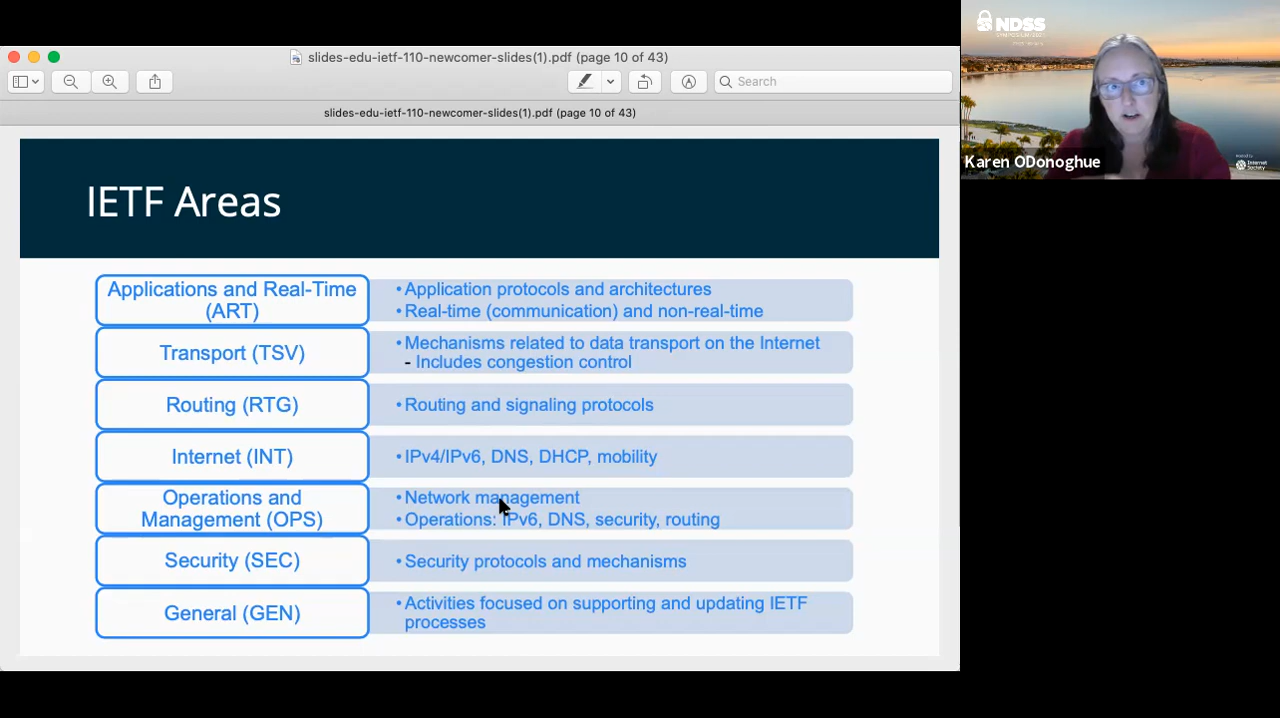 slides-edu-ietf-110-newcomer-slides(1).pdf (page 10 of 43)
Search
slides-edu-ietf-110-newcomer-slides(1).pdf (page 10 of 43)
IETF Areas
Applications and Real-Time
(ART)
•Application protocols and architectures
•Real-time (communication) and non-real-time
Transport (TSV)
•Mechanisms related to data transport on the Internet
- Includes congestion control
Routing (RTG)
•Routing and signaling protocols
Internet (INT)
•IPv4/IPv6, DNS, DHCP, mobility
Operations and
Management (OPS)
•Network management
•Operations: IPv6, DNS, security, routing
Security (SEC)
•Security protocols and mechanisms
General (GEN)
•Activities focused on supporting and updating IETF
processes
NDSS
Karen ODonoghue
Internet
Society